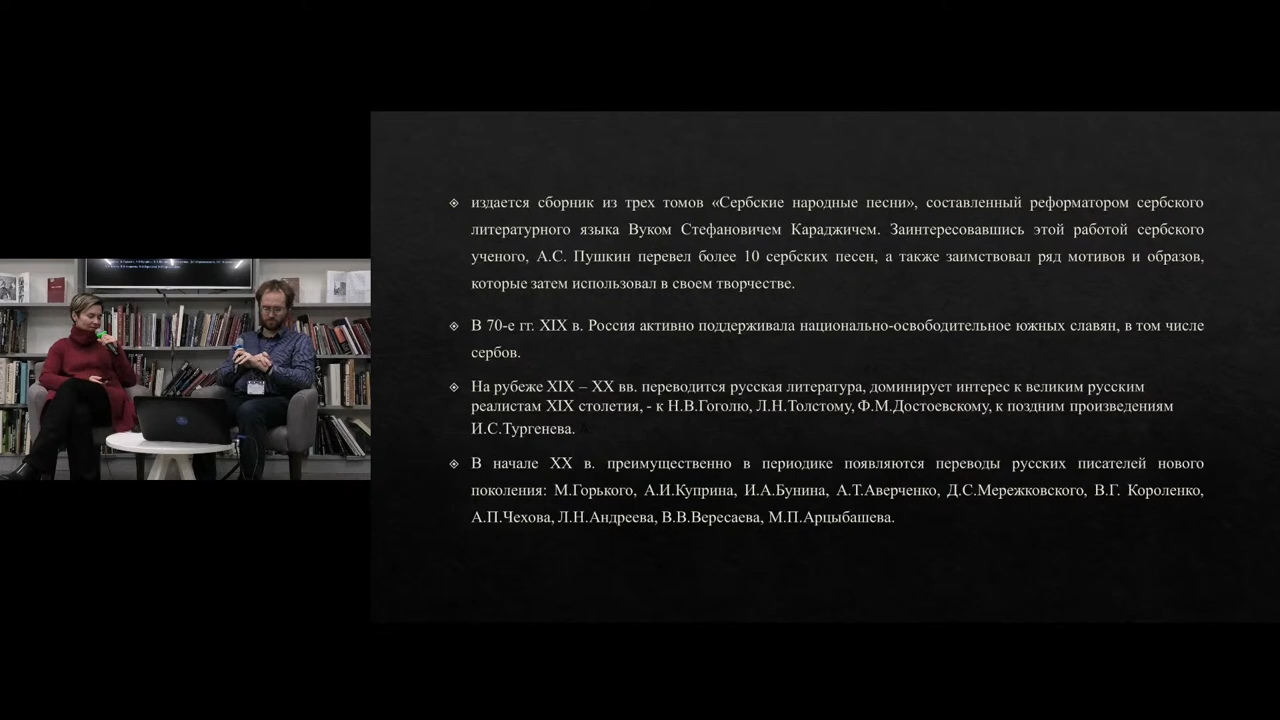 издается сборник из трех томов «Сербские народные песни», составленный реформатором сербского
литературного языка Вуком Стефановичем Караджичем. Заинтересовавшись этой работой сербского
ученого, А.С. Пушкин перевел более 10 сербских песен, а также заимствовал ряд мотивов и образов,
которые затем использовал в своем творчестве.
В 70-е гг. XIX в. Россия активно поддерживала национально-освободительное южных славян, в том числе
сербов.
На рубеже XIX – XX вв. переводится русская литература, доминирует интерес к великим русским
реалистам XIX столетия, - к Н.В.Гоголю, Л.Н.Толстому, Ф.М.Достоевскому, к поздним произведениям
И.С.Тургенева.
В начале XX в. преимущественно в периодике появляются переводы русских писателей нового
поколения: М.Горького, А.И.Куприна, И.А.Бунина, А.Т.Аверченко, Д.С.Мережковского, В.Г. Короленко,
А.П.Чехова, Л.Н.Андреева, В.В.Вересаева, М.П.Арцыбашева.